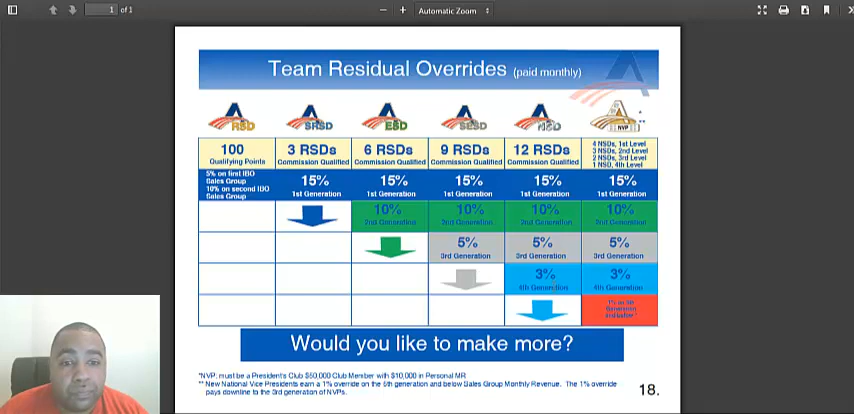 1 of 1
Automatic Zoom
Team Residual Overrides (paid monthly)
RSD SRSD ESD SESD NSD NVP **
100 3 RSDs 6 RSDs 9 RSDs 12 RSDs
Qualifying Points Commission Qualified Commission Qualified Commission Qualified Commission Qualified
4 NSDs, 1st Level
3 NSDs, 2nd Level
2 NSDs, 3rd Level
1 NSD, 4th Level
5% on first IBO
Sales Group
10% on second IBO
Sales Group
15% 15% 15% 15% 15%
1st Generation 1st Generation 1st Generation 1st Generation 1st Generation
10% 10% 10% 10%
2nd Generation 2nd Generation 2nd Generation 2nd Generation
5% 5% 5%
3rd Generation 3rd Generation 3rd Generation
3% 3%
4th Generation 4th Generation
Generation
Would you like to make more?
*NVP: must be a President's Club $50,000 Club Member with $10,000 in Personal MR
** New National Vice Presidents earn a 1% override on the 5th generation and below Sales Group Monthly Revenue. The 1% override
pays downline to the 3rd generation of NVPs.
18.